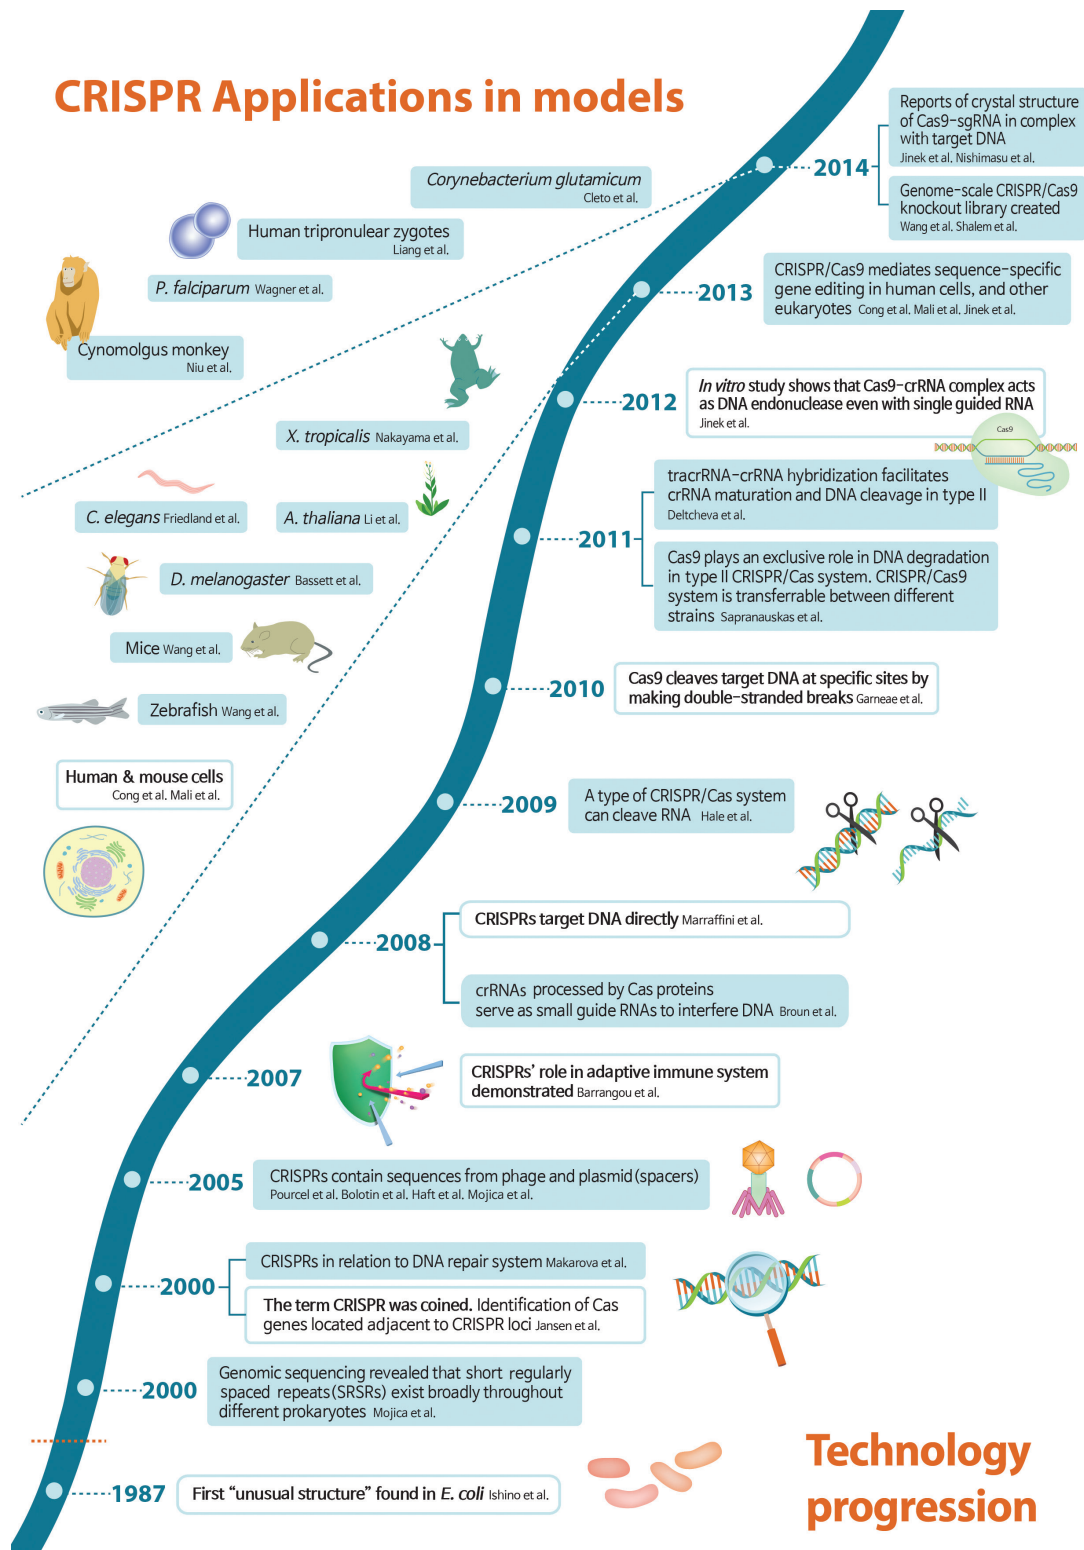 CRISPR Applications in models
Corynebacterium glutamicum
Cleto et al.
Human tripronulear zygotes
Liang et al.
P. falciparum Wagner et al.
Cynomolgus monkey
Niu et al.
X. tropicalis Nakayama et al.
C. elegans Friedland et al.
A. thaliana Li et al.
D. melanogaster Bassett et al.
Mice Wang et al.
Zebrafish Wang et al.
Human & mouse cells
Cong et al. Mali et al.
2014
Reports of crystal structure
of Cas9-sgRNA in complex
with target DNA
Jinek et al. Nishimasu et al.
Genome-scale CRISPR/Cas9
knockout library created
Wang et al. Shalem et al.
2013
CRISPR/Cas9 mediates sequence-specific
gene editing in human cells, and other
eukaryotes Cong et al. Mali et al. Jinek et al.
2012
In vitro study shows that Cas9-crRNA complex acts
as DNA endonuclease even with single guided RNA
Jinek et al.
Cas9
2011
tracrRNA-crRNA hybridization facilitates
crRNA maturation and DNA cleavage in type II
Deltcheva et al.
Cas9 plays an exclusive role in DNA degradation
in type II CRISPR/Cas system. CRISPR/Cas9
system is transferrable between different
strains Sapranauskas et al.
2010
Cas9 cleaves target DNA at specific sites by
making double-stranded breaks Garneae et al.
2009
A type of CRISPR/Cas system
can cleave RNA Hale et al.
2008
CRISPRs target DNA directly Marraffini et al.
crRNAs processed by Cas proteins
serve as small guide RNAs to interfere DNA Broun et al.
2007
CRISPRs' role in adaptive immune system
demonstrated Barrangou et al.
2005
CRISPRs contain sequences from phage and plasmid(spacers)
Pourcel et al. Bolotin et al. Haft et al. Mojica et al.
2000
CRISPRs in relation to DNA repair system Makarova et al.
The term CRISPR was coined. Identification of Cas
genes located adjacent to CRISPR loci Jansen et al.
2000
Genomic sequencing revealed that short regularly
spaced repeats(SRSRs) exist broadly throughout
different prokaryotes Mojica et al.
1987
First “unusual structure” found in E. coli Ishino et al.
Technology
progression